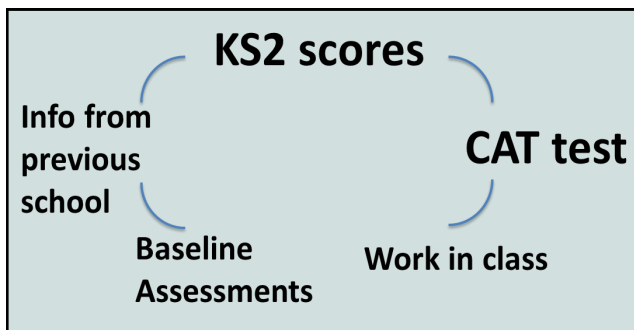 KS2 scores
Info from
previous
school
CAT test
Baseline
Assessments
Work in class